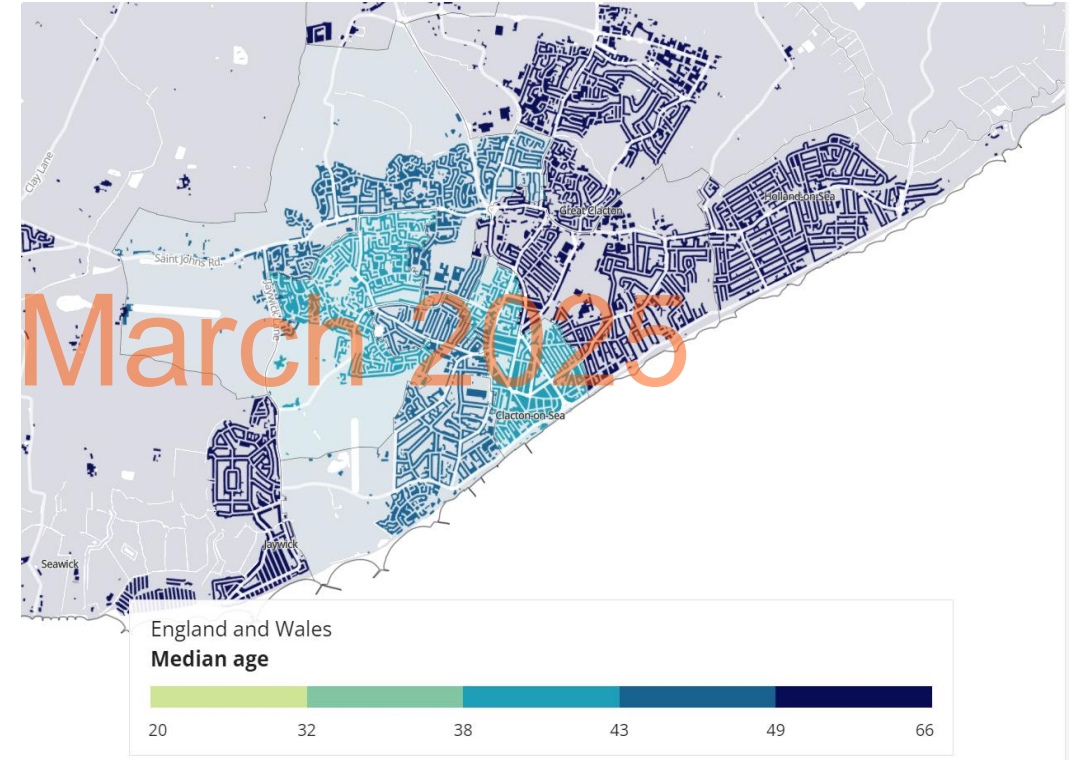 Clay Lane
Holland-on-Sea
Great Clacton
Saint Johns Rd.
Jaywick Lane
March 2025
Clacton-on-Sea
Jaywick
Seawick
England and Wales
Median age
20 32 38 43 49 66